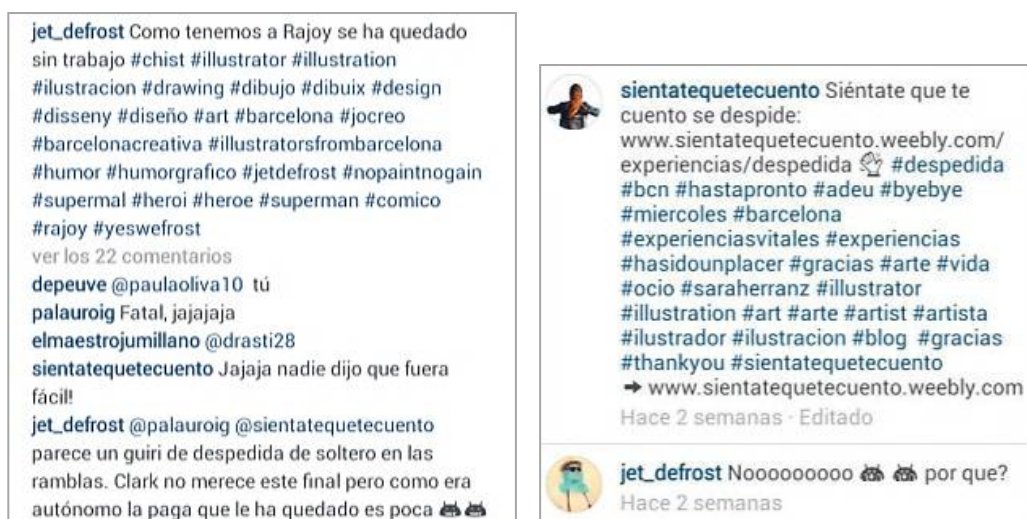 jet_defrost Como tenemos a Rajoy se ha quedado
sin trabajo #chist #illustrator #illustration
#ilustracion #drawing #dibujo #dibuix #design
#disseny #diseño #art #barcelona #jocreo
#barcelonacreativa #illustratorsfrombarcelona
#humor #humorgrafico #jetdefrost #nopaintnogain
#supermal #heroi #heroe #superman #comico
#rajoy #yeswefrost
ver los 22 comentarios
depeuve @paulaoliva10 tú
palauroig Fatal, jajajaja
elmaestrojumillano @drasti28
sientatequetecuento Jajaja nadie dijo que fuera
fácil!
jet_defrost @palauroig @sientatequetecuento
parece un guiri de despedida de soltero en las
ramblas. Clark no merece este final pero como era
autónomo la paga que le ha quedado es poca
sientatequetecuento Siéntate que te
cuento se despide:
www.sientatequetecuento.weebly.com/
experiencias/despedida #despedida
#bcn #hastapronto #adeu #byebye
#miercoles #barcelona
#experienciasvitales #experiencias
#hasidounplacer #gracias #arte #vida
#ocio #saraherranz #illustrator
#illustration #art #arte #artist #artista
#ilustrador #ilustracion #blog #gracias
#thankyou #sientatequetecuento
➡ www.sientatequetecuento.weebly.com
Hace 2 semanas · Editado
jet_defrost Nooooooooo por que?
Hace 2 semanas